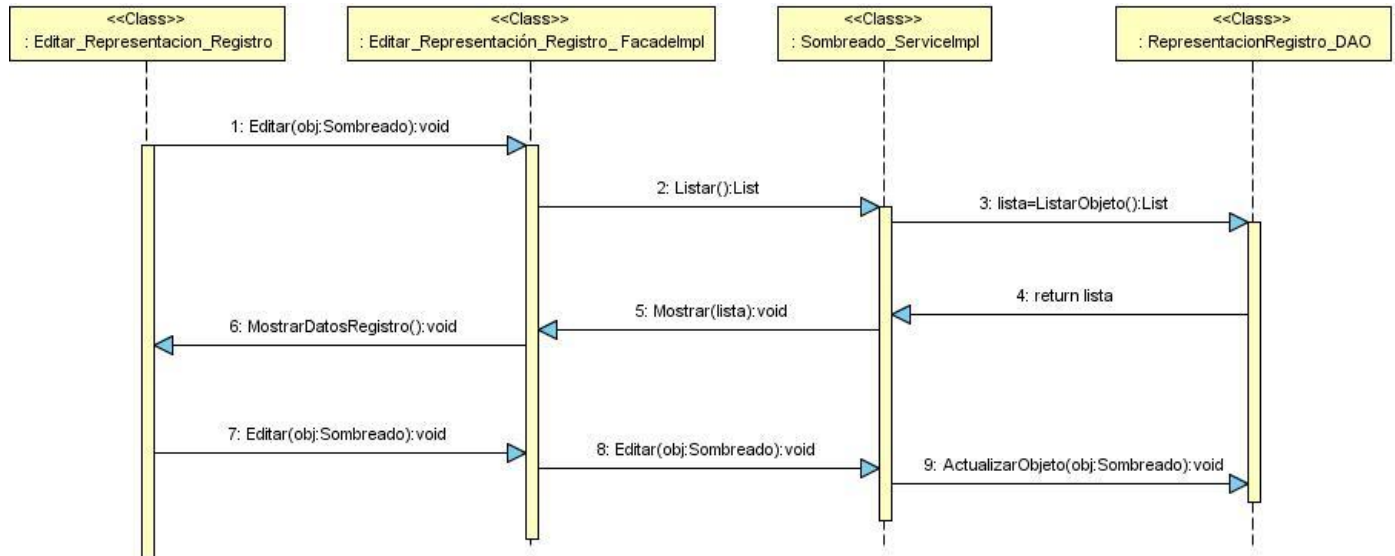 <<Class>>
: Editar_Representacion_Registro
<<Class>>
: Editar_Representación_Registro_ FacadeImpl
<<Class>>
: Sombreado_ServiceImpl
<<Class>>
: RepresentacionRegistro_DAO
1: Editar(obj:Sombreado):void
2: Listar():List
3: lista=ListarObjeto():List
4: return lista
5: Mostrar(lista):void
6: MostrarDatosRegistro():void
7: Editar(obj:Sombreado):void
8: Editar(obj:Sombreado):void
9: ActualizarObjeto(obj:Sombreado):void